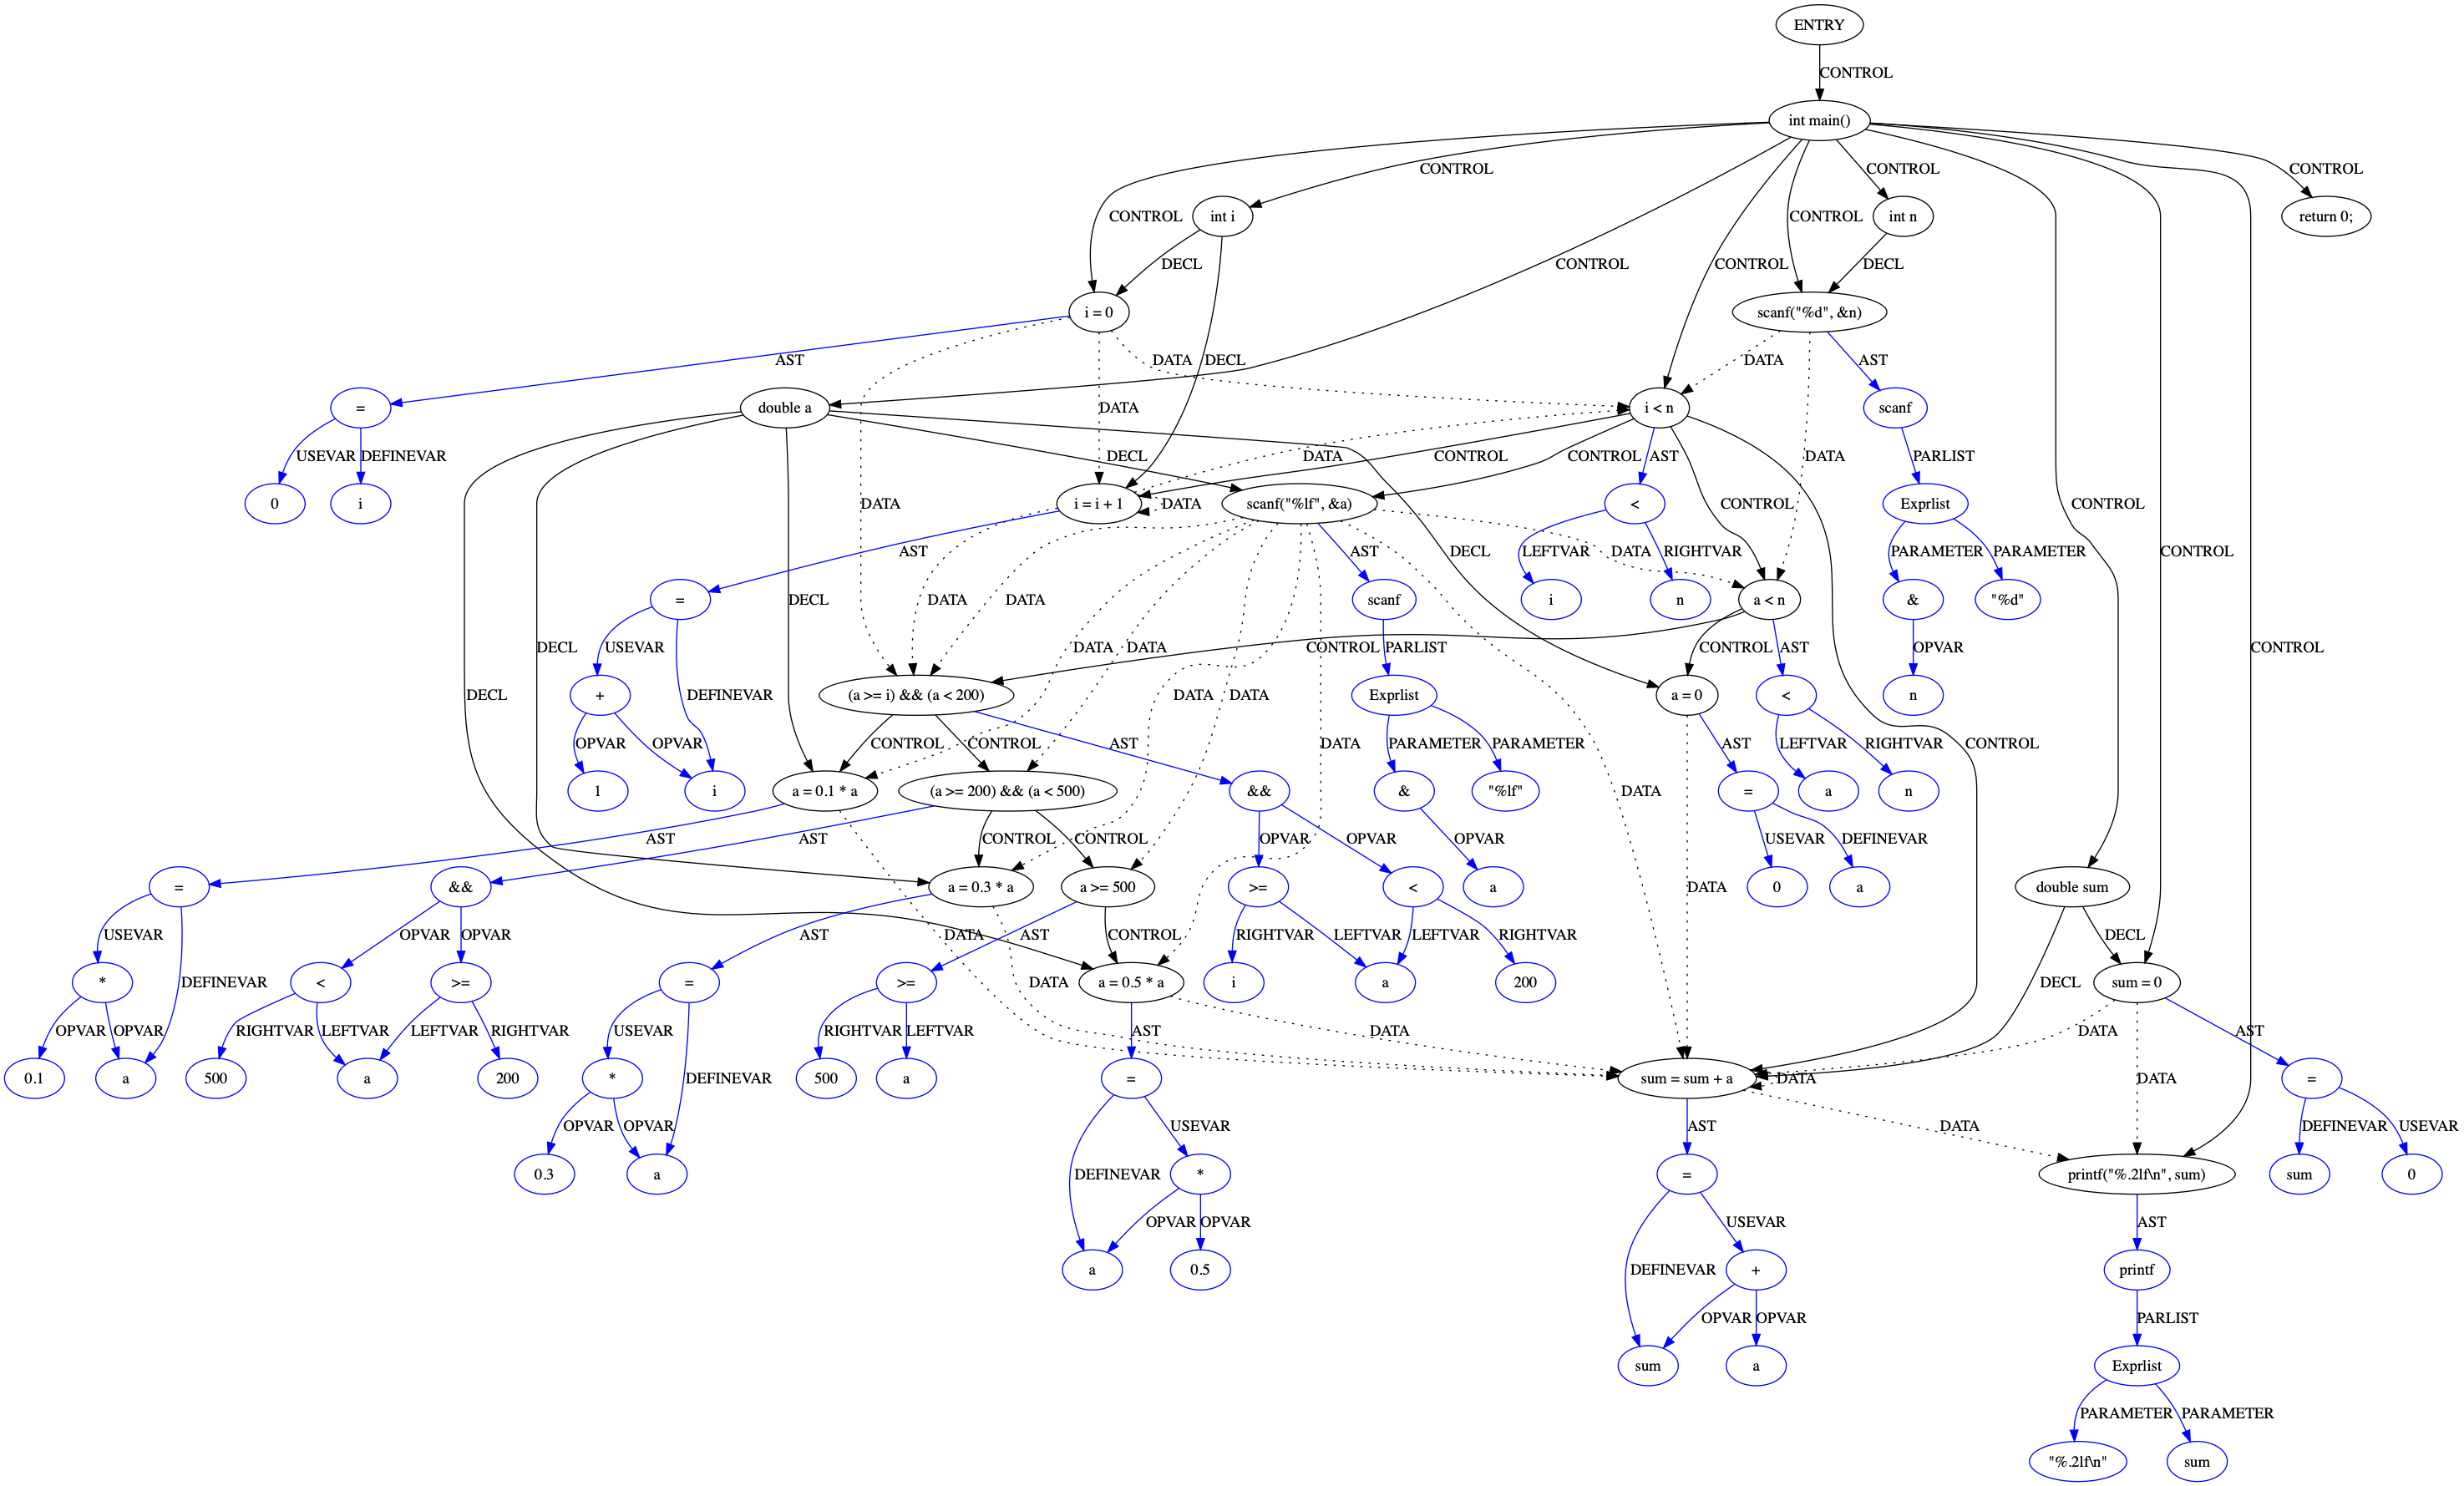 ENTRY
CONTROL
int main()
CONTROL
CONTROL
CONTROL
int i
int n
return 0;
CONTROL
CONTROL
DECL
CONTROL
CONTROL
DECL
i = 0
scanf("%d", &n)
AST
DATA
DECL
DATA
AST
=
double a
i < n
scanf
USEVAR
DEFINEVAR
DATA
DECL
DATA
CONTROL
CONTROL
AST
DATA
PARLIST
0
i
DATA
i = i + 1
DATA
scanf("%lf", &a)
CONTROL
<
Exprlist
CONTROL
CONTROL
AST
DECL
AST
DATA
LEFTVAR
RIGHTVAR
PARAMETER
PARAMETER
=
DECL
DATA
DATA
scanf
i
n
a < n
&
"%d"
DECL
USEVAR
CONTROL
DATA
DATA
PARLIST
CONTROL
AST
OPVAR
CONTROL
DECL
+
DEFINEVAR
(a >= i) && (a < 200)
DATA
DATA
Exprlist
a = 0
<
n
OPVAR
OPVAR
CONTROL
CONTROL
AST
DATA
PARAMETER
PARAMETER
AST
LEFTVAR
RIGHTVAR
CONTROL
1
i
a = 0.1 * a
(a >= 200) && (a < 500)
&&
DATA
&
"%lf"
=
a
n
AST
AST
CONTROL
CONTROL
OPVAR
OPVAR
OPVAR
USEVAR
DEFINEVAR
=
&&
a = 0.3 * a
a >= 500
>=
<
a
DATA
0
a
double sum
USEVAR
OPVAR
OPVAR
AST
DATA
AST
CONTROL
RIGHTVAR
LEFTVAR
LEFTVAR
RIGHTVAR
DECL
*
DEFINEVAR
<
>=
=
DATA
>=
a = 0.5 * a
i
a
200
DECL
sum = 0
OPVAR
OPVAR
RIGHTVAR
LEFTVAR
LEFTVAR
RIGHTVAR
USEVAR
RIGHTVAR
LEFTVAR
AST
DATA
DATA
AST
0.1
a
500
a
200
*
DEFINEVAR
500
a
=
sum = sum + a
DATA
DATA
=
OPVAR
OPVAR
USEVAR
AST
DATA
DEFINEVAR
USEVAR
0.3
a
DEFINEVAR
*
=
printf("%.2lf\n", sum)
sum
0
OPVAR
OPVAR
USEVAR
AST
a
0.5
DEFINEVAR
+
printf
OPVAR
OPVAR
PARLIST
sum
a
Exprlist
PARAMETER
PARAMETER
"%.2lf\n"
sum